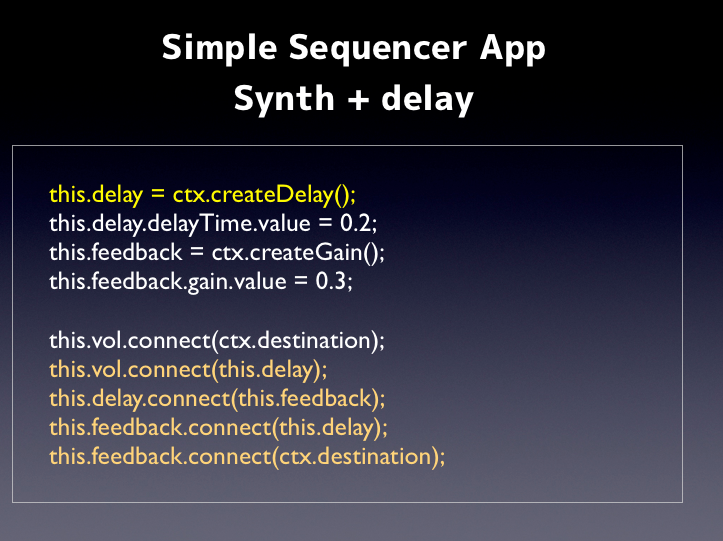 Simple Sequencer App
Synth + delay
this.delay = ctx.createDelay();
this.delay.delayTime.value = 0.2;
this.feedback = ctx.createGain();
this.feedback.gain.value = 0.3;
this.vol.connect(ctx.destination);
this.vol.connect(this.delay);
this.delay.connect(this.feedback);
this.feedback.connect(this.delay);
this.feedback.connect(ctx.destination);